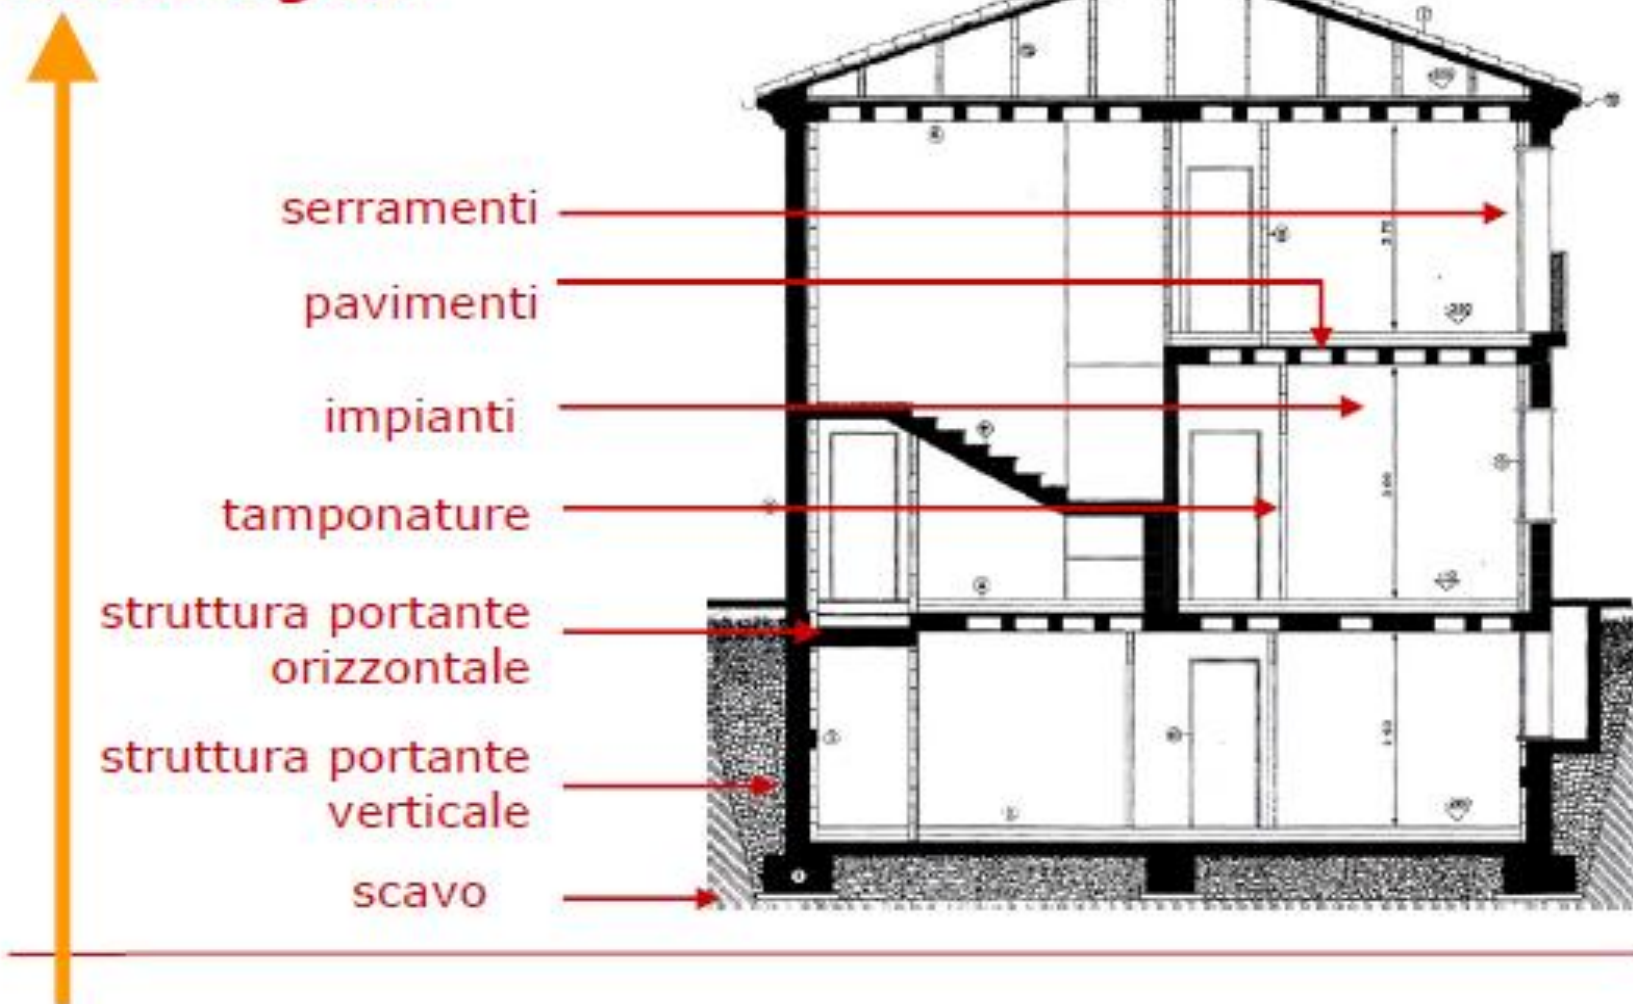 serramenti
pavimenti
impianti
tamponature
struttura portante
orizzontale
struttura portante
verticale
scavo